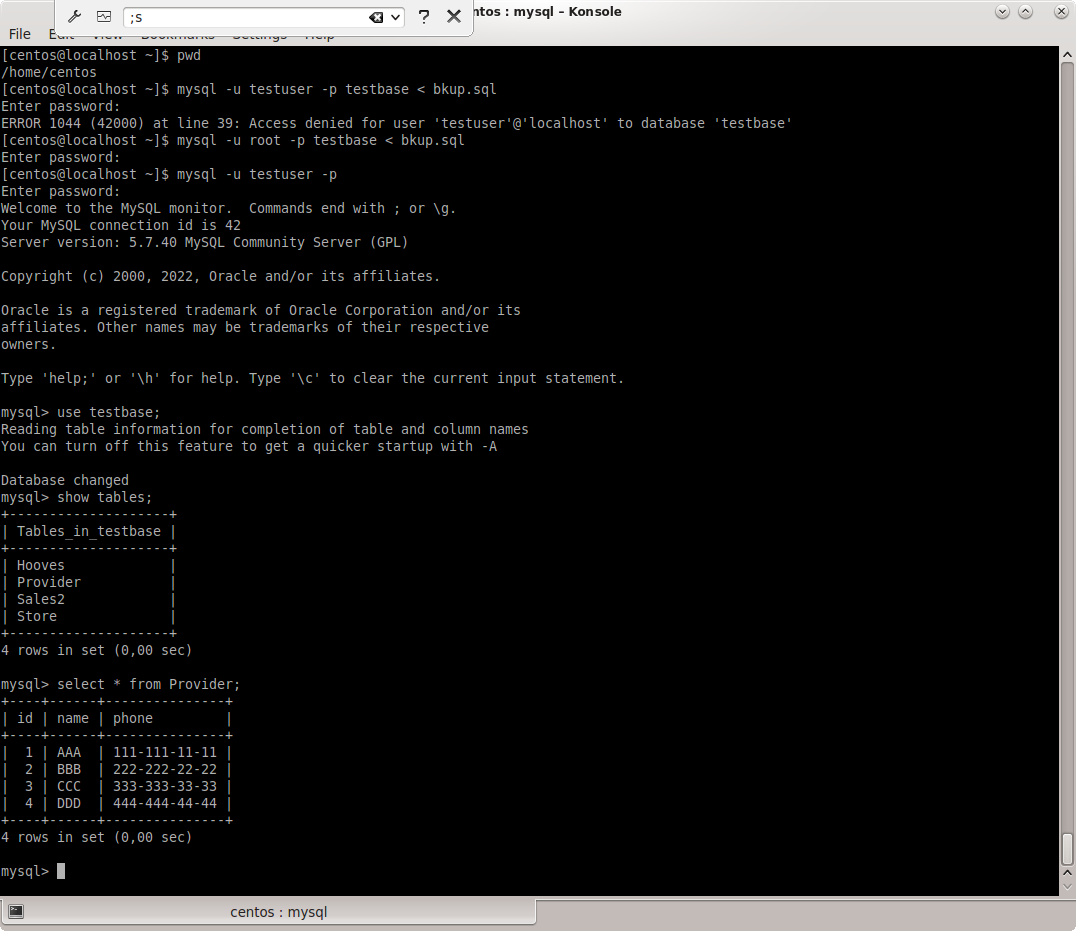 ;s
?
ntos : mysql – Konsole
File
[centos@localhost ~]$ pwd
/home/centos
[centos@localhost ~]$ mysql -u testuser -p testbase < bkup.sql
Enter password:
ERROR 1044 (42000) at line 39: Access denied for user 'testuser'@'localhost' to database 'testbase'
[centos@localhost ~]$ mysql -u root -p testbase < bkup.sql
Enter password:
[centos@localhost ~]$ mysql -u testuser -p
Enter password:
Welcome to the MySQL monitor.  Commands end with ; or \g.
Your MySQL connection id is 42
Server version: 5.7.40 MySQL Community Server (GPL)
Copyright (c) 2000, 2022, Oracle and/or its affiliates.
Oracle is a registered trademark of Oracle Corporation and/or its
affiliates. Other names may be trademarks of their respective
owners.
Type 'help;' or '\h' for help. Type '\c' to clear the current input statement.
mysql> use testbase;
Reading table information for completion of table and column names
You can turn off this feature to get a quicker startup with -A
Database changed
mysql> show tables;
+--------------------+
| Tables_in_testbase |
+--------------------+
| Hooves             |
| Provider           |
| Sales2             |
| Store              |
+--------------------+
4 rows in set (0,00 sec)
mysql> select * from Provider;
+----+------+---------------+
| id | name | phone         |
+----+------+---------------+
|  1 | AAA  | 111-111-11-11 |
|  2 | BBB  | 222-222-22-22 |
|  3 | CCC  | 333-333-33-33 |
|  4 | DDD  | 444-444-44-44 |
+----+------+---------------+
4 rows in set (0,00 sec)
mysql>
centos : mysql